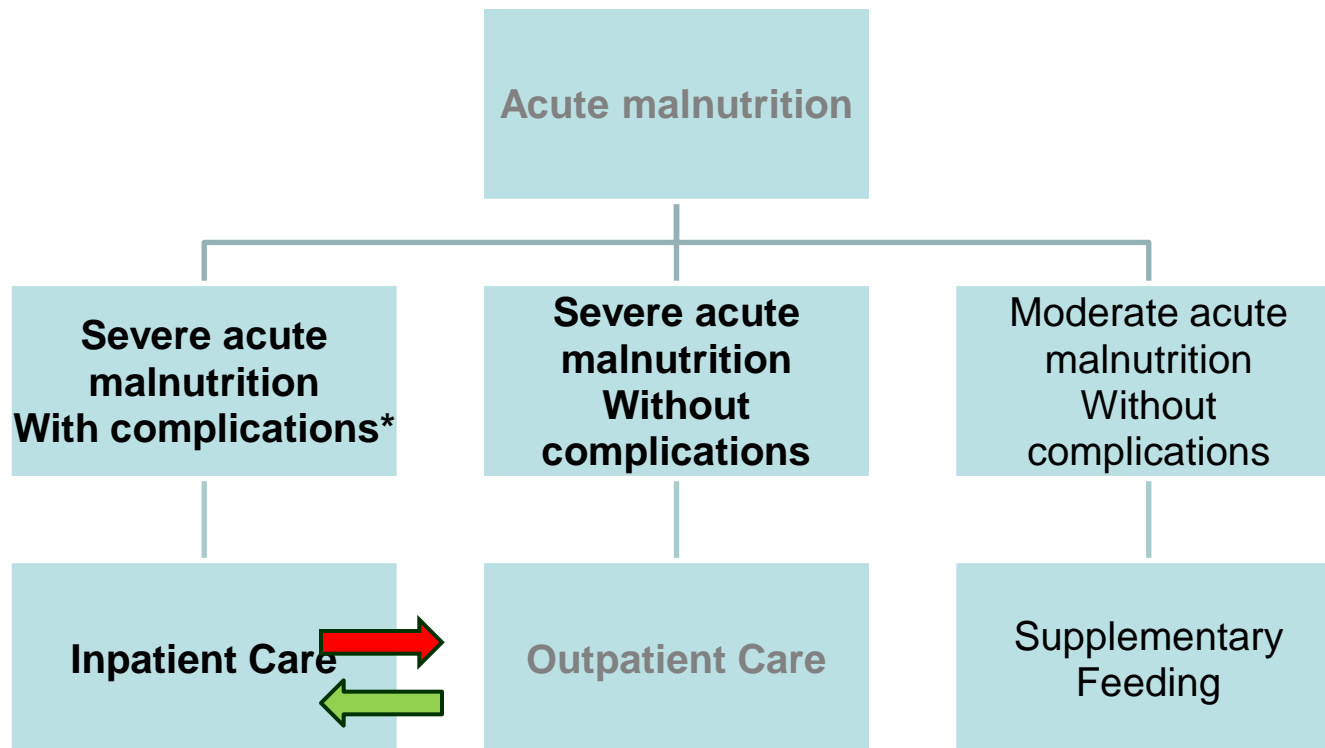 Acute malnutrition
Severe acute
malnutrition
With complications*
Severe acute
malnutrition
Without
complications
Moderate acute
malnutrition
Without
complications
Inpatient Care
Outpatient Care
Supplementary
Feeding